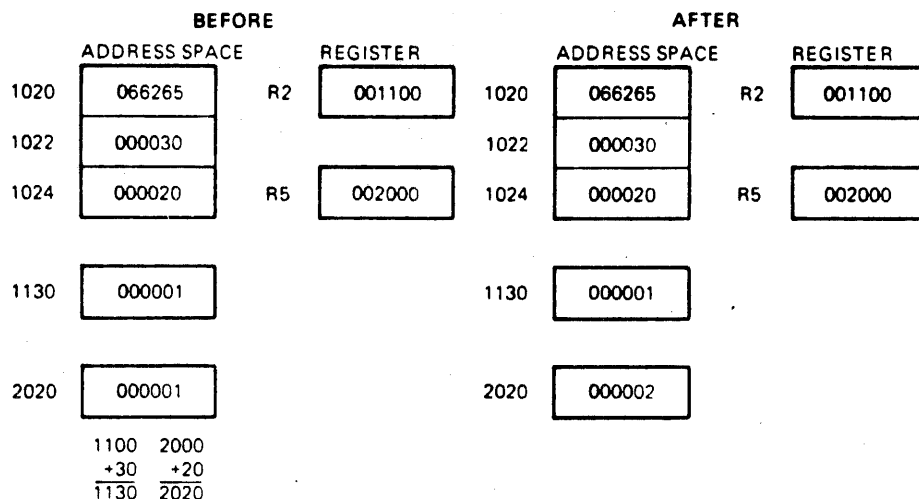 BEFORE
AFTER
ADDRESS SPACE REGISTER ADDRESS SPACE REGISTER
1020 066265 R2 001100 1020 066265 R2 001100
1022 000030 1022 000030
1024 000020 R5 002000 1024 000020 R5 002000
1130 000001 1130 000001
2020 000001 2020 000002
1100 2000
+30 +20
1130 2020